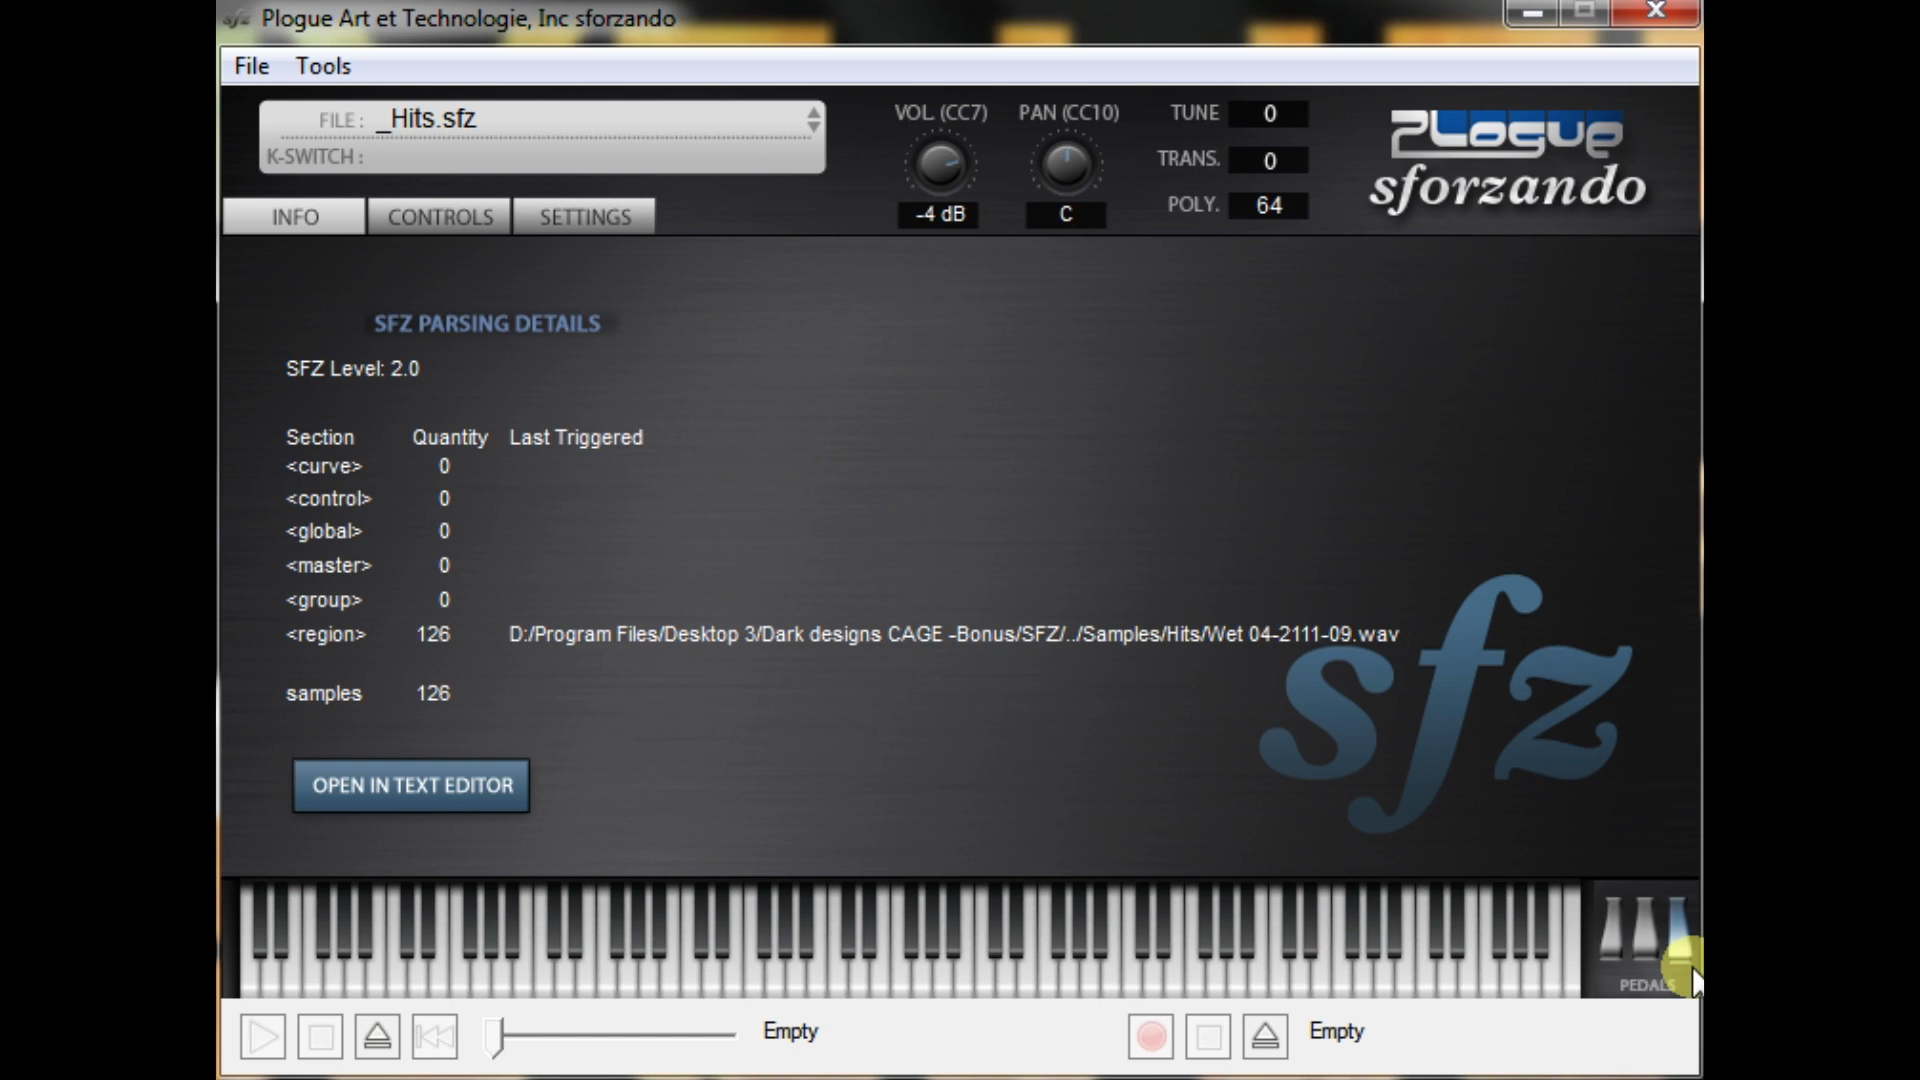 sfz Plogue Art et Technologie, Inc sforzando
File Tools
FILE : _Hits.sfz
K-SWITCH :
VOL. (CC7) PAN (CC10)
-4 dB C
TUNE 0
TRANS. 0
POLY. 64
PLogue
sforzando
INFO CONTROLS SETTINGS
SFZ PARSING DETAILS
SFZ Level: 2.0
Section Quantity Last Triggered
<curve> 0
<control> 0
<global> 0
<master> 0
<group> 0
<region> 126 D:/Program Files/Desktop 3/Dark designs CAGE -Bonus/SFZ/../Samples/Hits/Wet 04-2111-09.wav
samples 126
sfz
OPEN IN TEXT EDITOR
PEDALS
Empty Empty